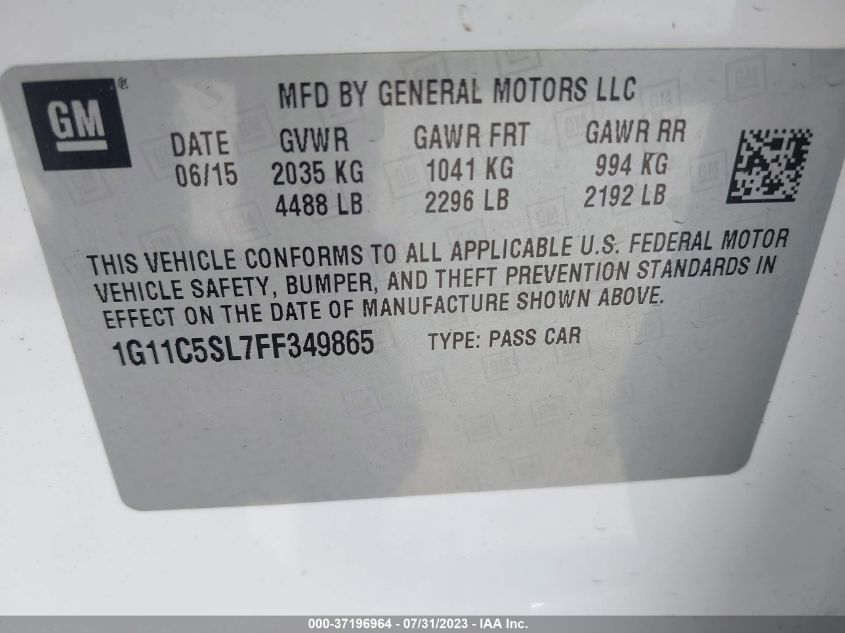 GM ®
MFD BY GENERAL MOTORS LLC
DATE GVWR GAWR FRT GAWR RR
06/15 2035 KG 1041 KG 994 KG
4488 LB 2296 LB 2192 LB
THIS VEHICLE CONFORMS TO ALL APPLICABLE U.S. FEDERAL MOTOR
VEHICLE SAFETY, BUMPER, AND THEFT PREVENTION STANDARDS IN
EFFECT ON THE DATE OF MANUFACTURE SHOWN ABOVE.
1G11C5SL7FF349865 TYPE: PASS CAR
000-37196964 - 07/31/2023 - IAA Inc.